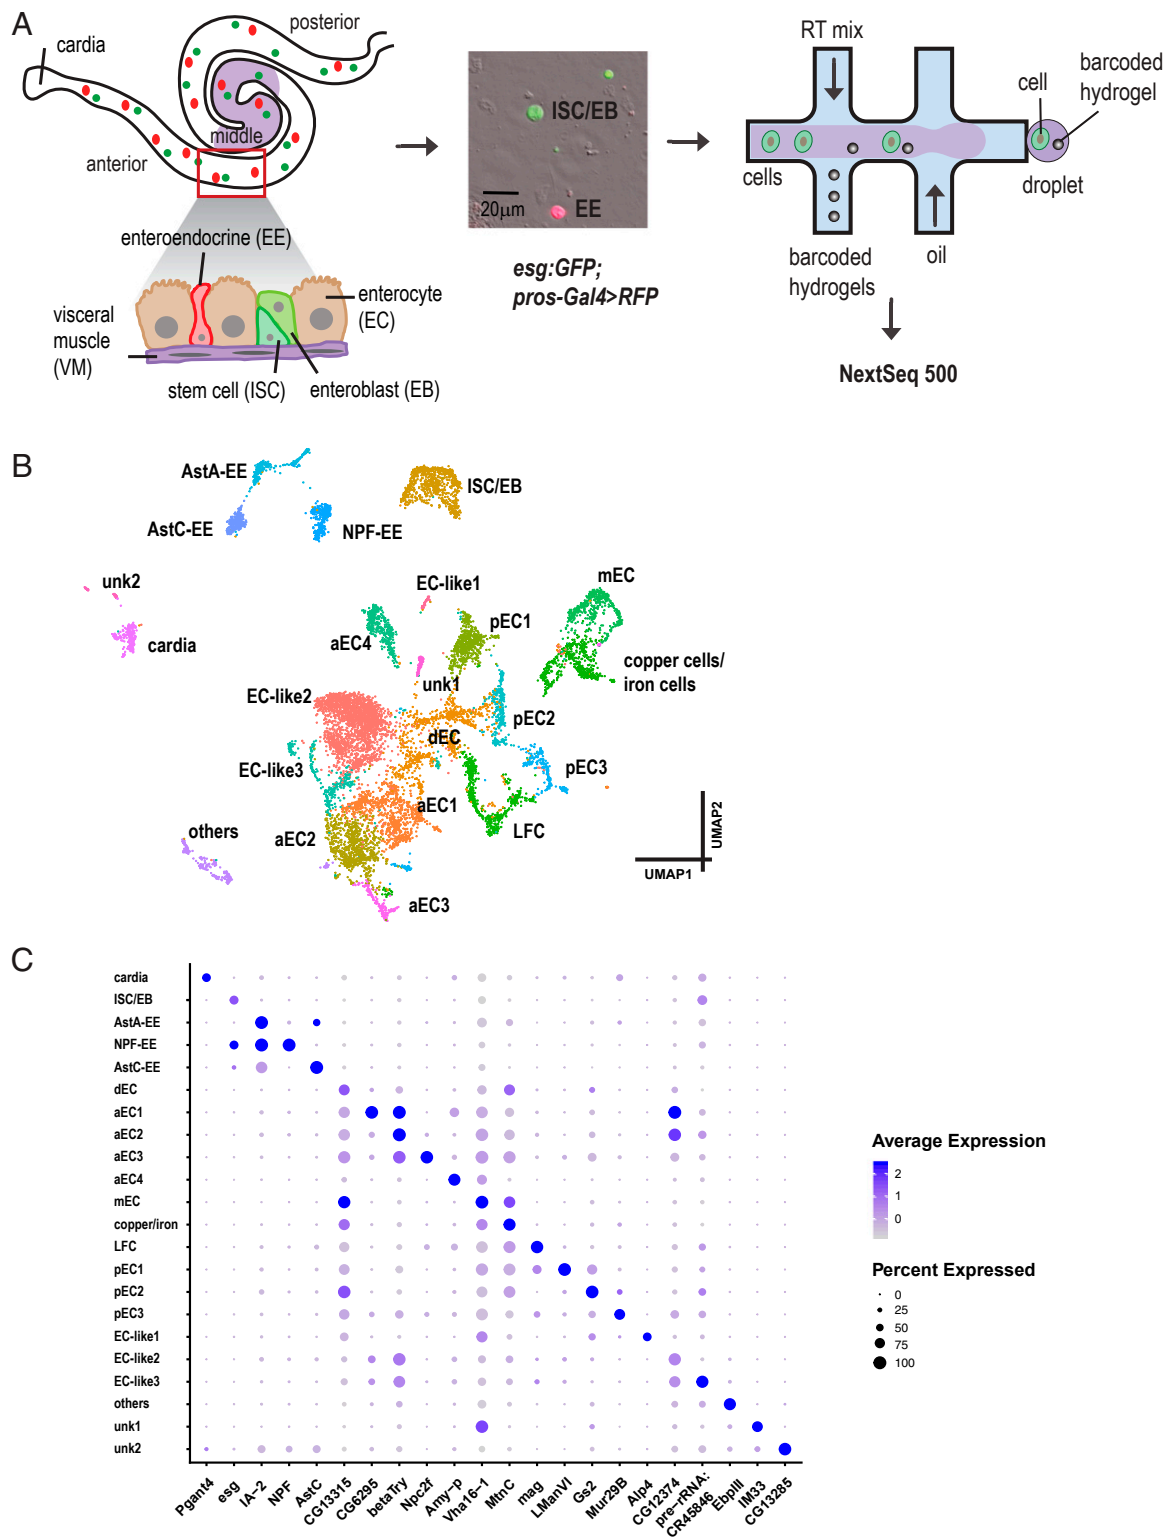 A
cardia
posterior
middle
anterior
enteroendocrine (EE)
enterocyte
(EC)
visceral
muscle
(VM)
stem cell (ISC)
enteroblast (EB)
ISC/EB
20μm
EE
esg:GFP;
pros-Gal4>RFP
RT mix
cell
barcoded
hydrogel
cells
droplet
barcoded
hydrogels
oil
NextSeq 500
B
AstA-EE
ISC/EB
AstC-EE
NPF-EE
unk2
EC-like1
mEC
cardia
aEC4
pEC1
copper cells/
iron cells
unk1
EC-like2
pEC2
dEC
EC-like3
pEC3
aEC1
others
aEC2
LFC
aEC3
UMAP1
UMAP2
C
cardia
ISC/EB
AstA-EE
NPF-EE
AstC-EE
dEC
aEC1
aEC2
aEC3
aEC4
mEC
copper/iron
LFC
pEC1
pEC2
pEC3
EC-like1
EC-like2
EC-like3
others
unk1
unk2
Pgant4
esg
IA-2
NPF
AstC
CG13315
CG6295
betaTry
Npc2f
Amy-p
Vha16-1
MtnC
mag
LManVI
Gs2
Mur29B
Alp4
CG12374
pre-rRNA:
CR45846
EbpIII
IM33
CG13285
Average Expression
2
1
0
Percent Expressed
0
25
50
75
100